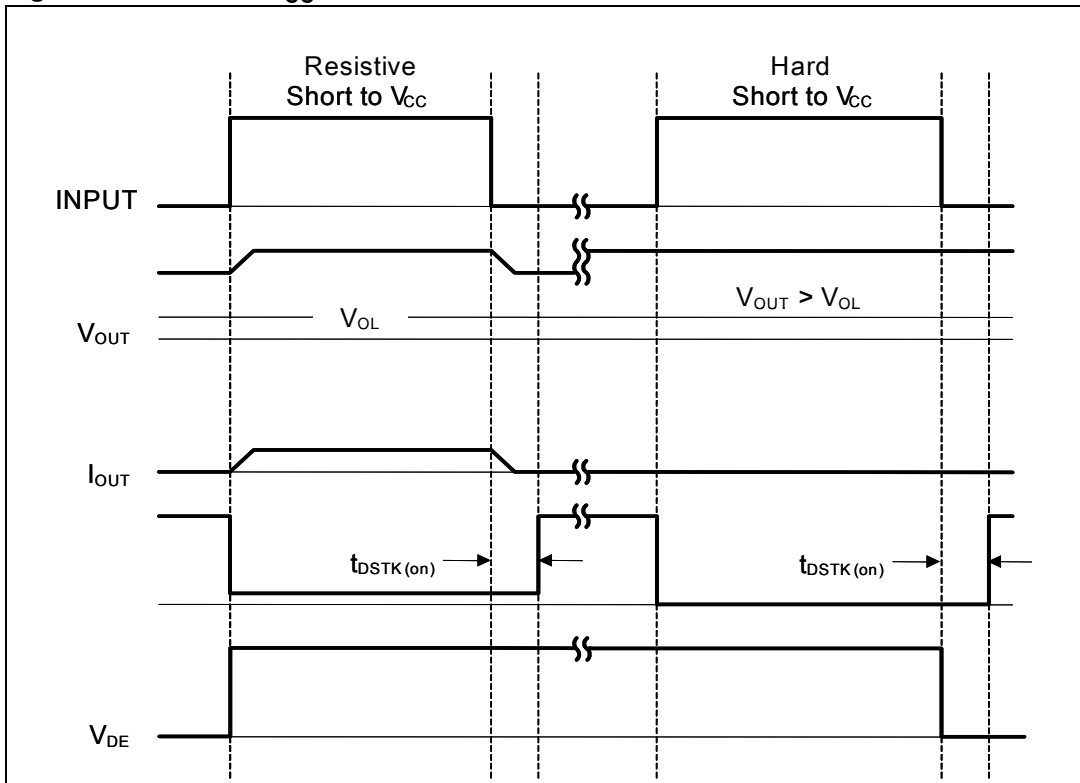 Resistive
Short to VCC
Hard
Short to VCC
INPUT
VOUT > VOL
VOL
VOUT
IOUT
tDSTK(on)
tDSTK(on)
VDE